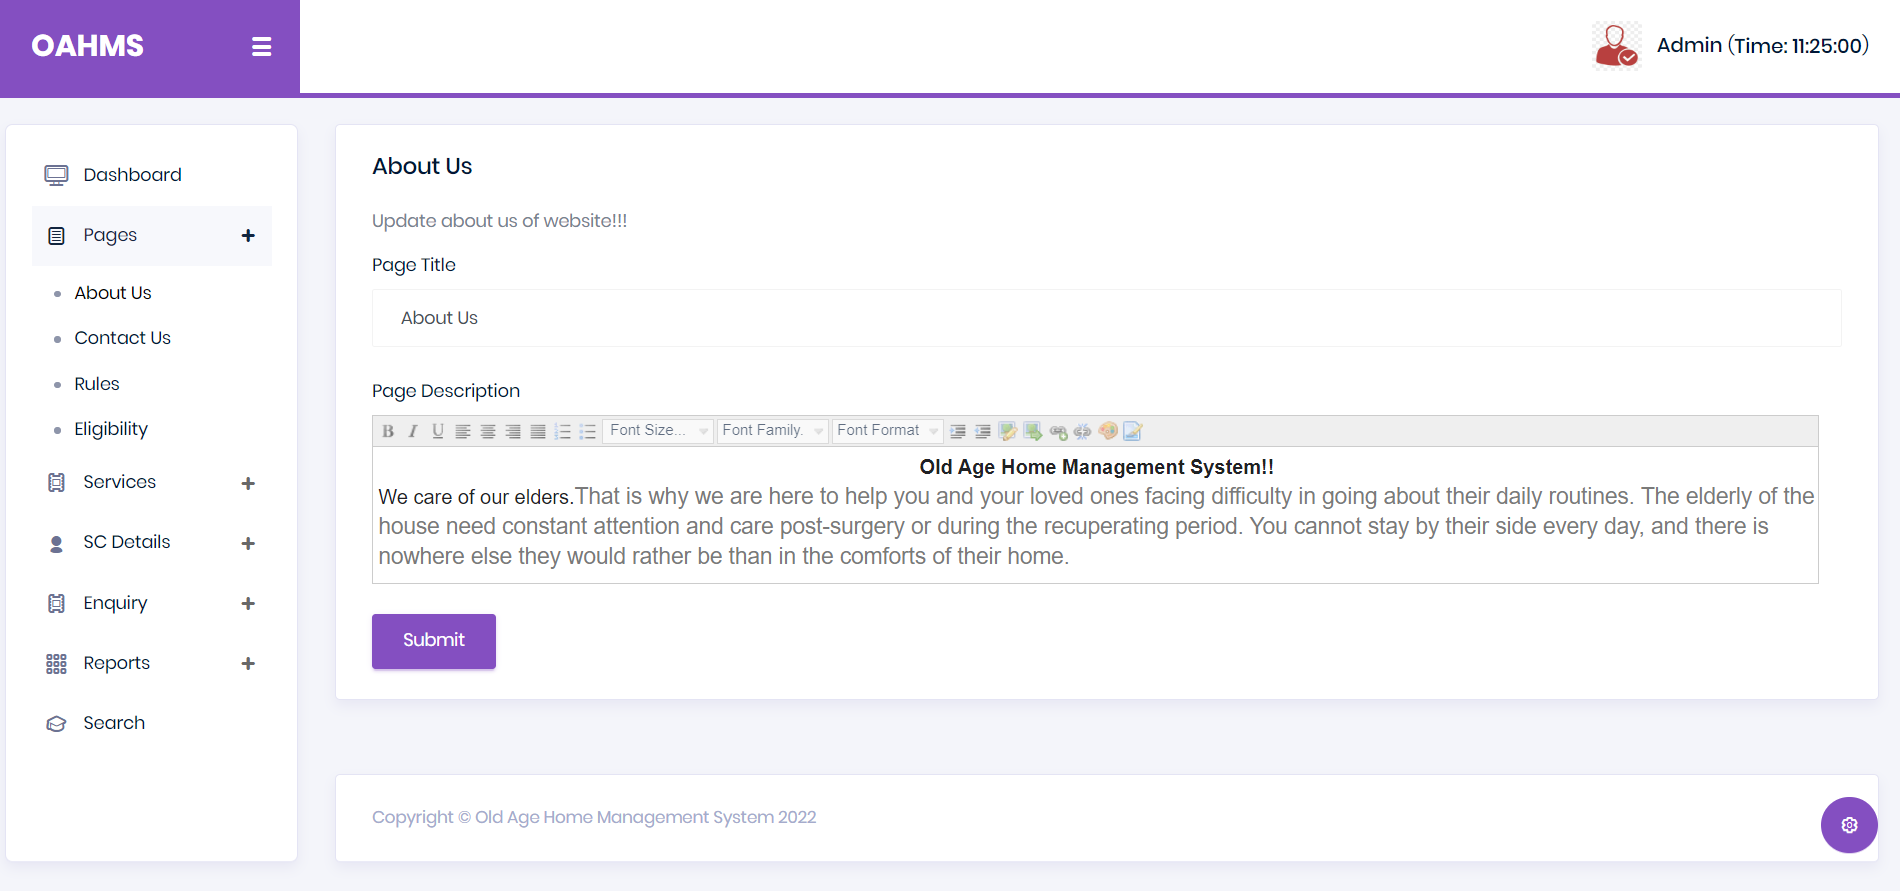 OAHMS
Admin (Time: 11:25:00)
Dashboard
Pages
About Us
Contact Us
Rules
Eligibility
Services
SC Details
Enquiry
Reports
Search
About Us
Update about us of website!!!
Page Title
About Us
Page Description
B I U Font Size... Font Family. Font Format
Old Age Home Management System!!
We care of our elders.That is why we are here to help you and your loved ones facing difficulty in going about their daily routines. The elderly of the
house need constant attention and care post-surgery or during the recuperating period. You cannot stay by their side every day, and there is
nowhere else they would rather be than in the comforts of their home.
Submit
Copyright © Old Age Home Management System 2022